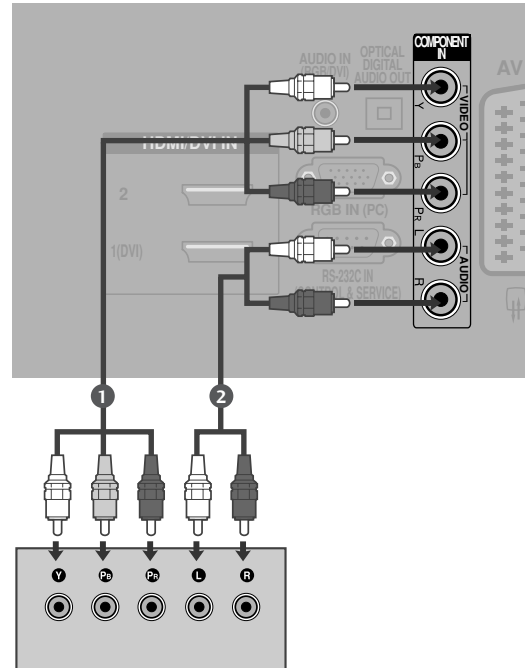 COMPONENT
IN
AUDIO IN
(RGB/DVI)
OPTICAL
DIGITAL
AUDIO OUT
AV
VIDEO
Y
PB
PR
HDMI/DVI IN
2
RGB IN (PC)
L
1(DVI)
AUDIO
RS-232C IN
(CONTROL & SERVICE)
R
1
2
Y
PB
PR
L
R